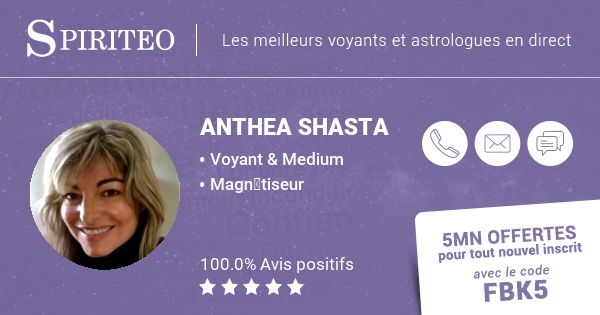 SPIRITEO
Les meilleurs voyants et astrologues en direct
ANTHEA SHASTA
• Voyant & Medium
• Magn▯tiseur
100.0% Avis positifs
5MN OFFERTES
pour tout nouvel inscrit
avec le code
FBK5